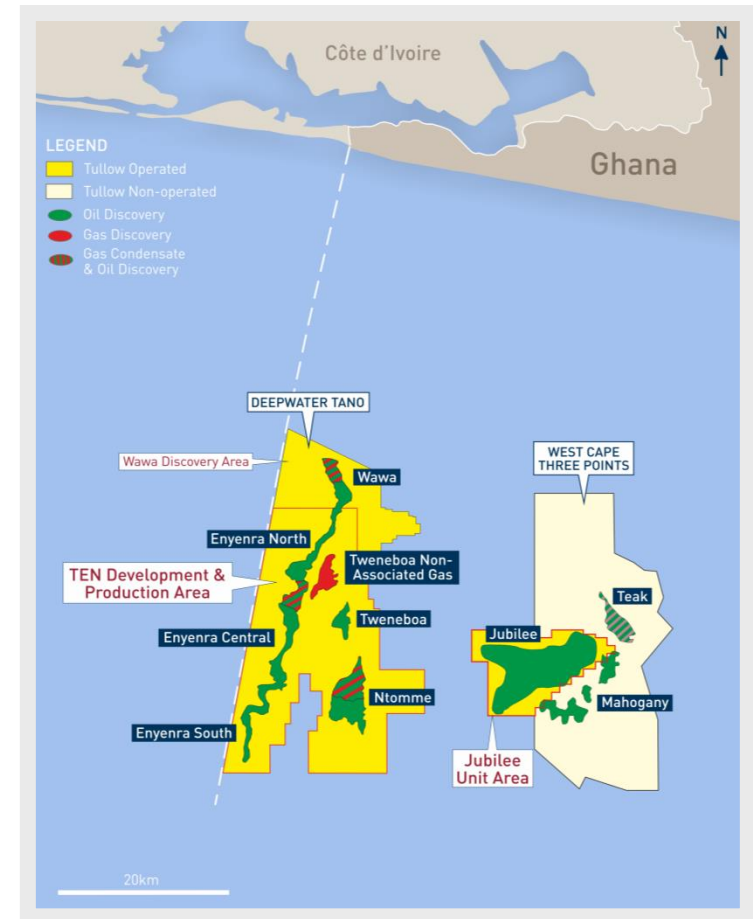 Côte d'Ivoire
N
Ghana
LEGEND
Tullow Operated
Tullow Non-operated
Oil Discovery
Gas Discovery
Gas Condensate
& Oil Discovery
DEEPWATER TANO
Wawa Discovery Area
WEST CAPE
THREE POINTS
Wawa
Enyenra North
Tweneboa Non-
Associated Gas
TEN Development &
Production Area
Teak
Tweneboa
Enyenra Central
Jubilee
Ntomme
Mahogany
Enyenra South
Jubilee
Unit Area
20km